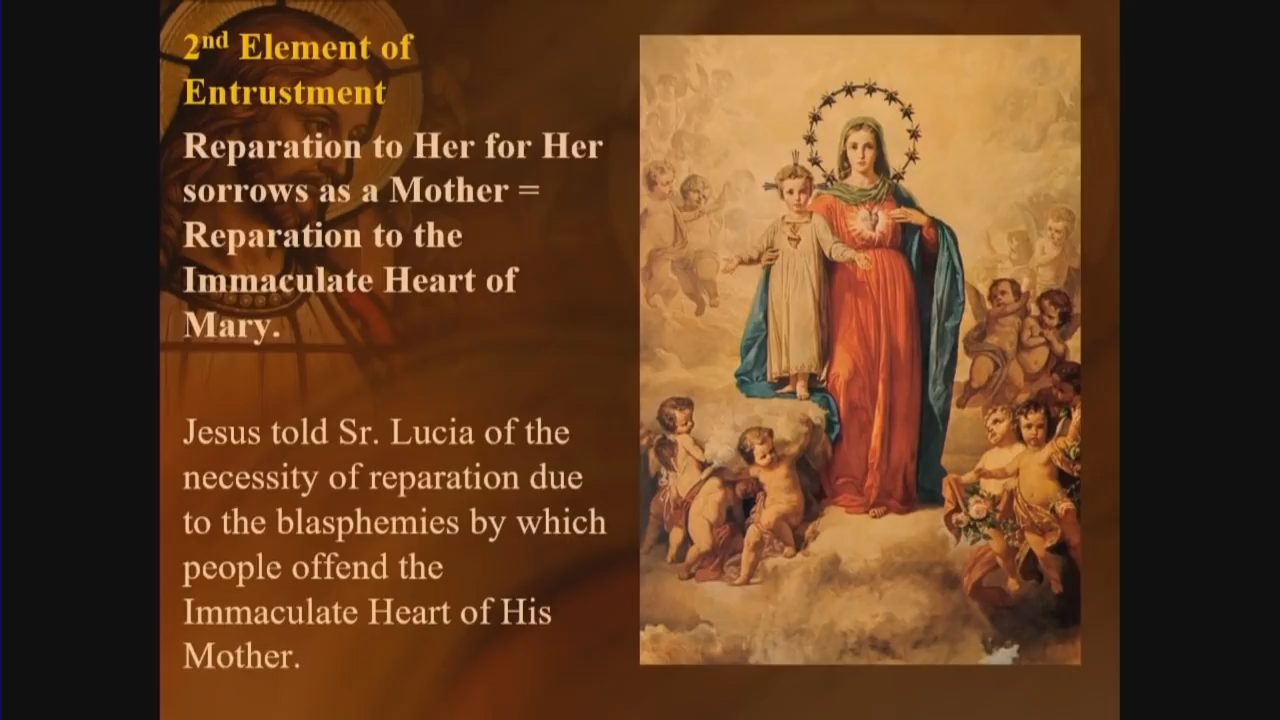 2nd Element of
Entrustment
Reparation to Her for Her
sorrows as a Mother =
Reparation to the
Immaculate Heart of
Mary.
Jesus told Sr. Lucia of the
necessity of reparation due
to the blasphemies by which
people offend the
Immaculate Heart of His
Mother.